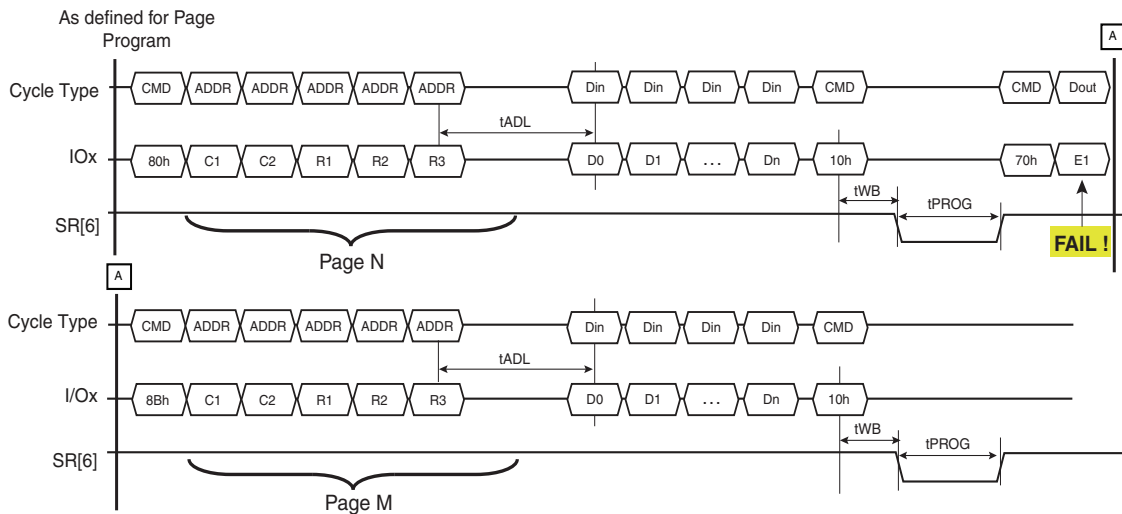 As defined for Page
Program
A
Cycle Type CMD ADDR ADDR ADDR ADDR ADDR Din Din Din Din CMD CMD Dout
tADL
IOx 80h C1 C2 R1 R2 R3 D0 D1 ... Dn 10h 70h E1
tWB tPROG
SR[6]
FAIL !
Page N
A
Cycle Type CMD ADDR ADDR ADDR ADDR ADDR Din Din Din Din CMD
tADL
I/Ox 8Bh C1 C2 R1 R2 R3 D0 D1 ... Dn 10h
tWB tPROG
SR[6]
Page M